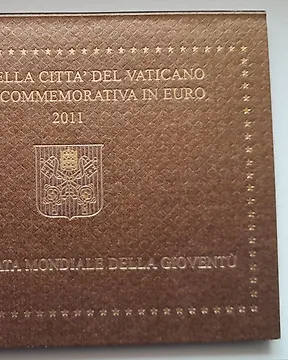 ELLA CITTA' DEL VATICANO
COMMEMORATIVA IN EURO
2011
ATA MONDIALE DELLA GIOVENTÙ